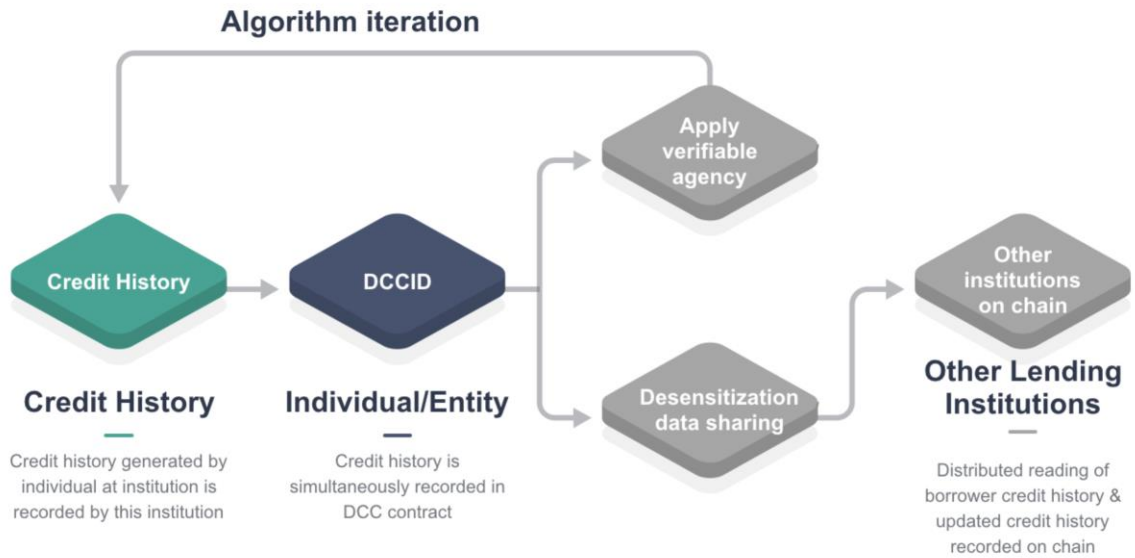 Algorithm iteration
Apply
verifiable
agency
Credit History
DCCID
Other
institutions
on chain
Desensitization
data sharing
Credit History
Credit history generated by
individual at institution is
recorded by this institution
Individual/Entity
Credit history is
simultaneously recorded in
DCC contract
Other Lending
Institutions
Distributed reading of
borrower credit history &
updated credit history
recorded on chain